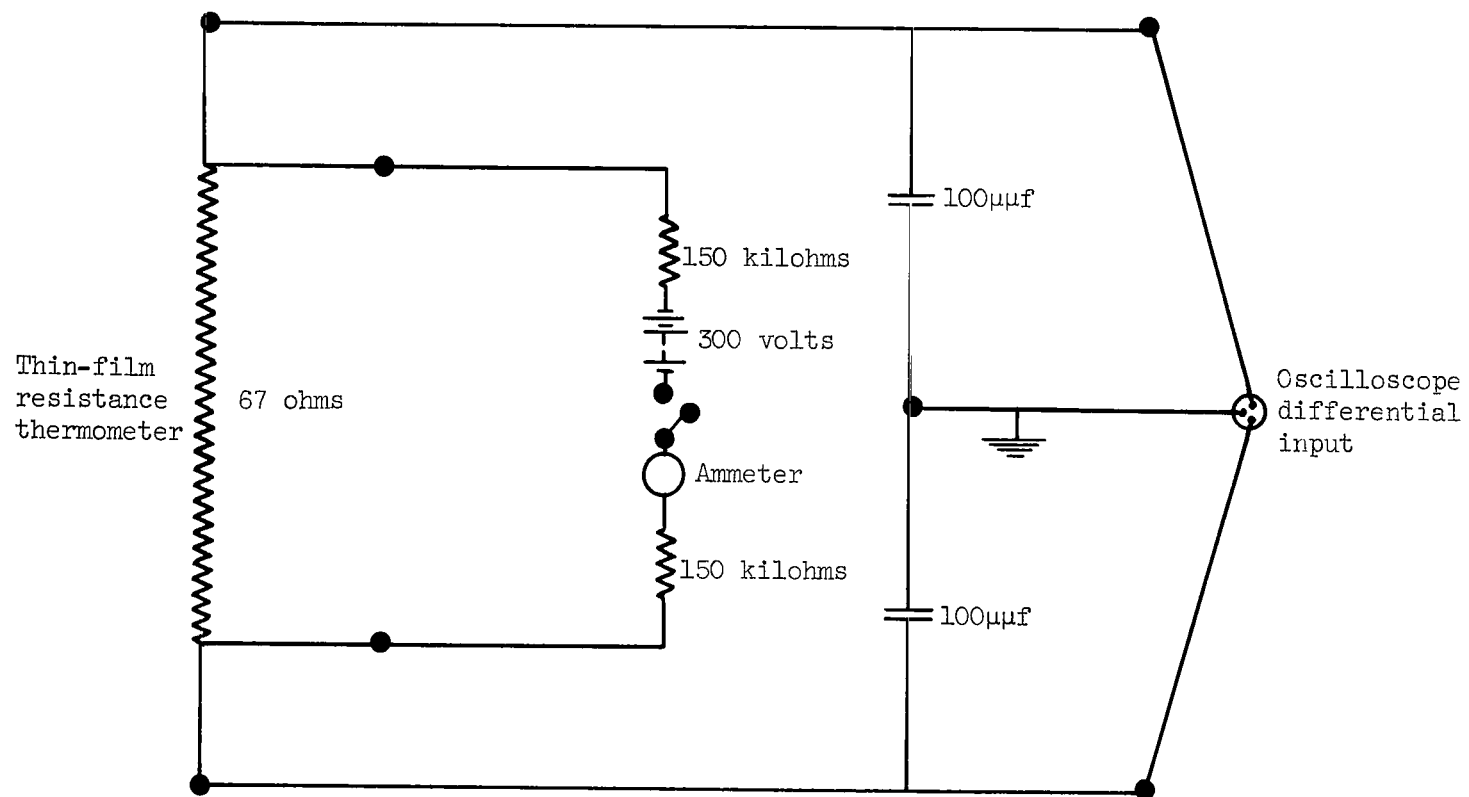 100μμf
150 kilohms
300 volts
Thin-film
resistance
thermometer
67 ohms
Oscilloscope
differential
input
Ammeter
150 kilohms
100μμf